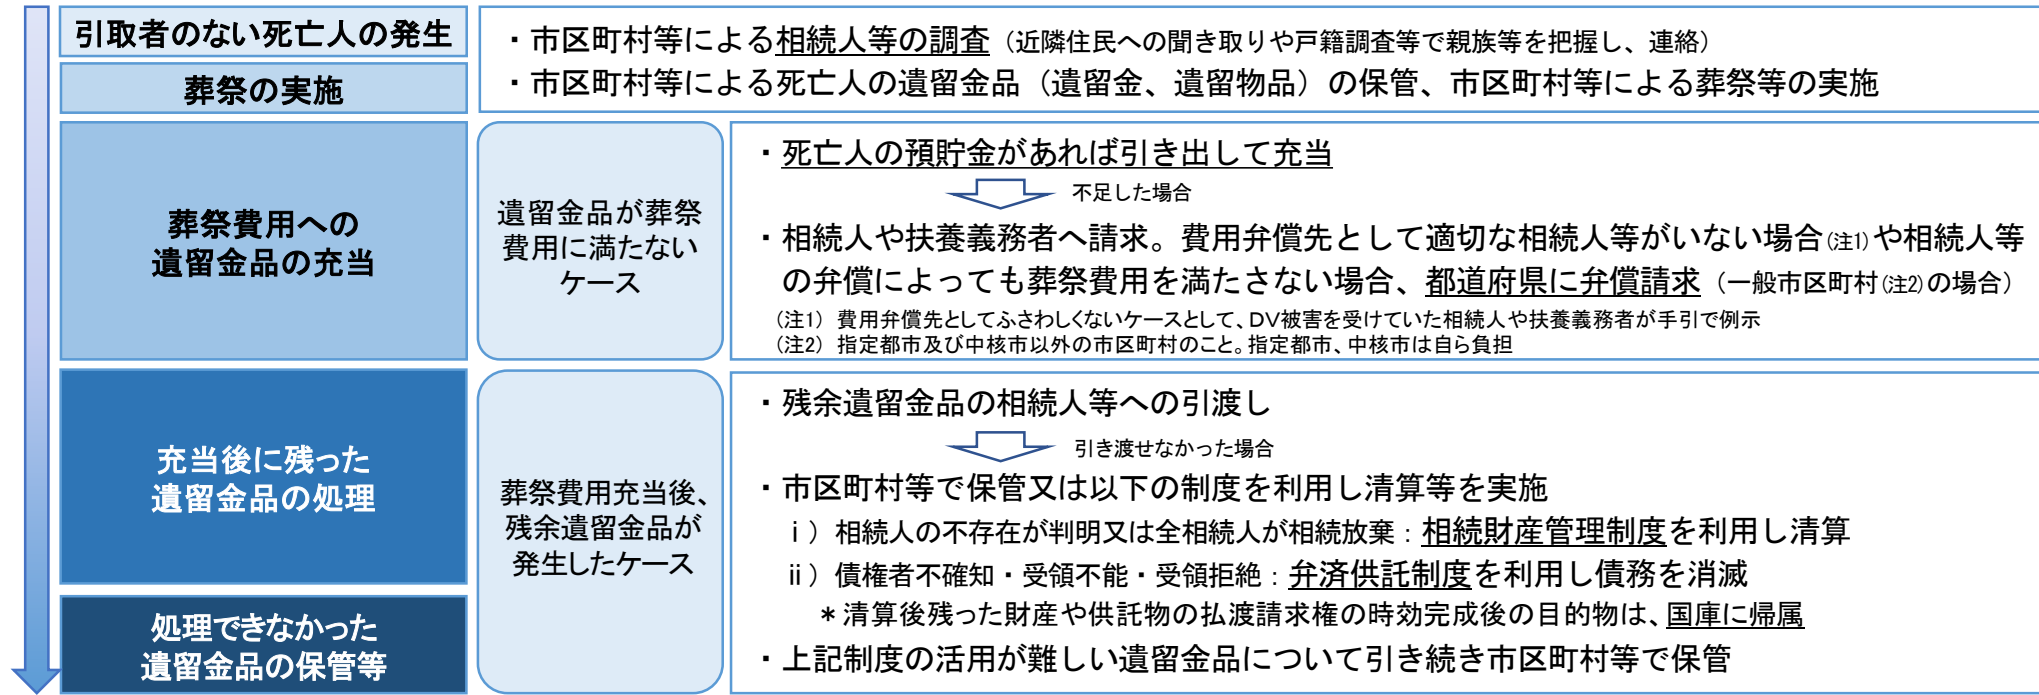 引取者のない死亡人の発生
・市区町村等による相続人等の調査（近隣住民への聞き取りや戸籍調査等で親族等を把握し、連絡）
葬祭の実施
・市区町村等による死亡人の遺留金品（遺留金、遺留物品）の保管、市区町村等による葬祭等の実施
葬祭費用への
遺留金品の充当
遺留金品が葬祭
費用に満たない
ケース
・死亡人の預貯金があれば引き出して充当
不足した場合
・相続人や扶養義務者へ請求。費用弁償先として適切な相続人等がいない場合(注1)や相続人等
の弁償によっても葬祭費用を満たさない場合、都道府県に弁償請求（一般市区町村(注2)の場合）
(注1) 費用弁償先としてふさわしくないケースとして、DV被害を受けていた相続人や扶養義務者が手引で例示
(注2) 指定都市及び中核市以外の市区町村のこと。指定都市、中核市は自ら負担
充当後に残った
遺留金品の処理
処理できなかった
遺留金品の保管等
葬祭費用充当後、
残余遺留金品が
発生したケース
・残余遺留金品の相続人等への引渡し
引き渡せなかった場合
・市区町村等で保管又は以下の制度を利用し清算等を実施
ⅰ）相続人の不存在が判明又は全相続人が相続放棄：相続財産管理制度を利用し清算
ⅱ）債権者不確知・受領不能・受領拒絶：弁済供託制度を利用し債務を消滅
＊清算後残った財産や供託物の払渡請求権の時効完成後の目的物は、国庫に帰属
・上記制度の活用が難しい遺留金品について引き続き市区町村等で保管